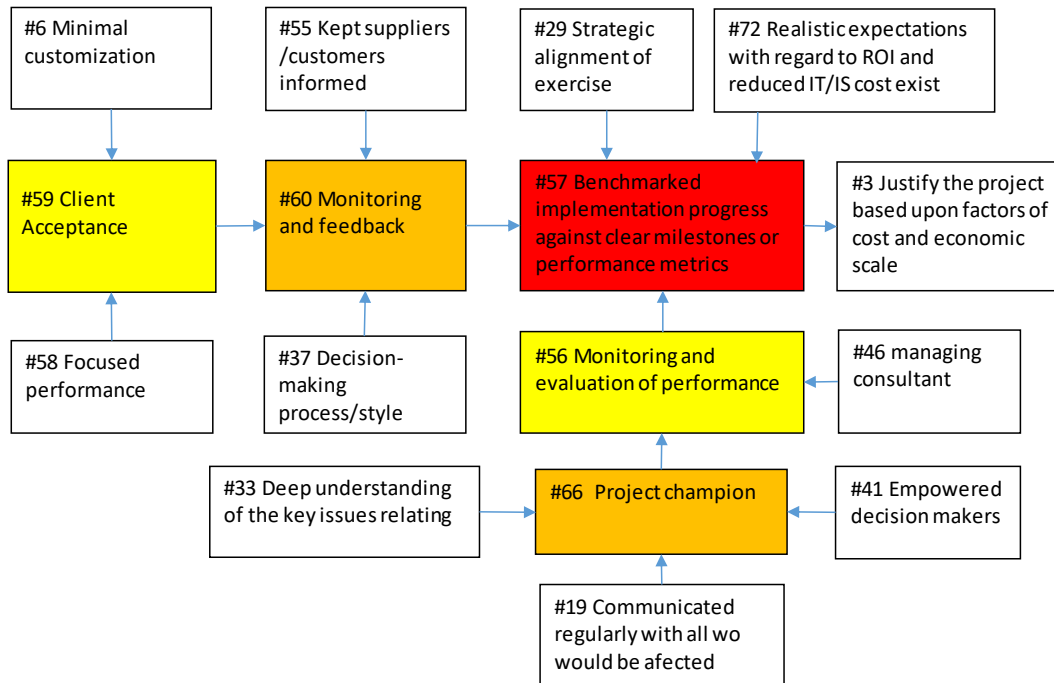 #6 Minimal
customization
#55 Kept suppliers
/customers
informed
#29 Strategic
alignment of
exercise
#72 Realistic expectations
with regard to ROI and
reduced IT/IS cost exist
#59 Client
Acceptance
#60 Monitoring
and feedback
#57 Benchmarked
implementation progress
against clear milestones or
performance metrics
#3 Justify the project
based upon factors of
cost and economic
scale
#58 Focused
performance
#37 Decision-
making
process/style
#56 Monitoring and
evaluation of performance
#46 managing
consultant
#33 Deep understanding
of the key issues relating
#66 Project champion
#41 Empowered
decision makers
#19 Communicated
regularly with all wo
would be afected